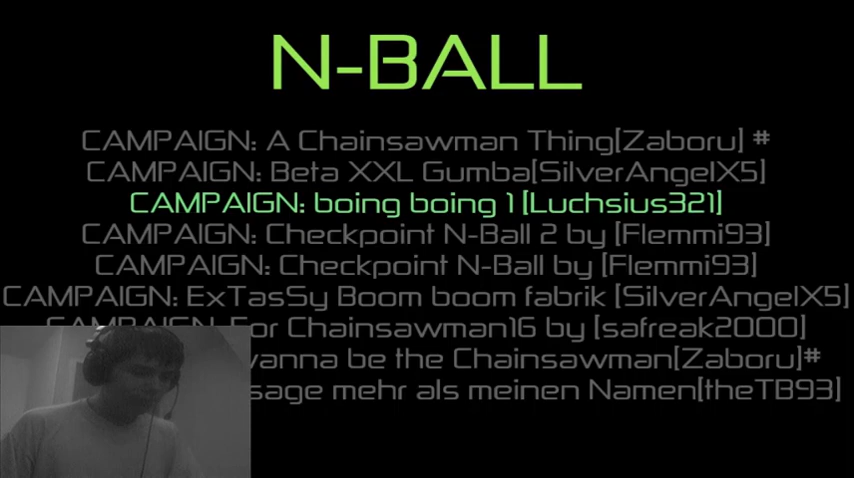 N-BALL
CAMPAIGN: A Chainsawman Thing[Zaboru] #
CAMPAIGN: Beta XXL Gumba[SilverAngelX5]
CAMPAIGN: boing boing 1 [Luchsius321]
CAMPAIGN: Checkpoint N-Ball 2 by [Flemmi93]
CAMPAIGN: Checkpoint N-Ball by [Flemmi93]
CAMPAIGN: ExTasSy Boom boom fabrik [SilverAngelX5]
CAMPAIGN: For Chainsawman16 by [safreak2000]
wanna be the Chainsawman[Zaboru]#
sage mehr als meinen Namen[theTB93]